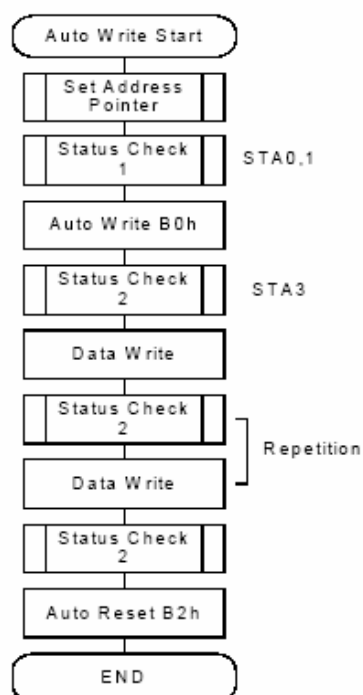 Auto Write Start
Set Address
Pointer
Status Check
1
STA0,1
Auto Write B0h
Status Check
2
STA3
Data Write
Status Check
2
Repetition
Data Write
Status Check
2
Auto Reset B2h
END